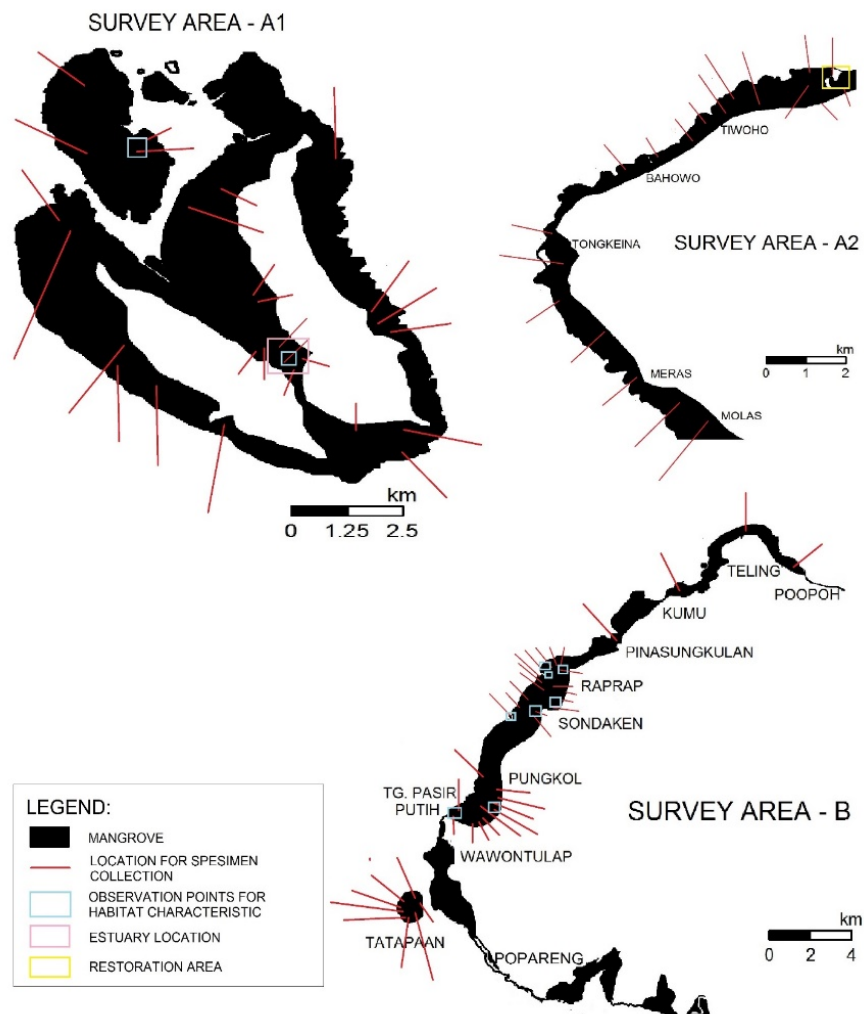 SURVEY AREA - A1
km
0 1.25 2.5
TIWOHO
BAHOWO
TONGKEINA
SURVEY AREA - A2
km
0 1 2
MERAS
MOLAS
TELING
POOPOH
KUMU
PINASUNGKULAN
RAPRAP
SONDAKEN
PUNGKOL
TG. PASIR
PUTIH
SURVEY AREA - B
WAWONTULAP
TATAPAAN
POPARENG
km
0 2 4
LEGEND:
MANGROVE
LOCATION FOR SPESIMEN
COLLECTION
OBSERVATION POINTS FOR
HABITAT CHARACTERISTIC
ESTUARY LOCATION
RESTORATION AREA